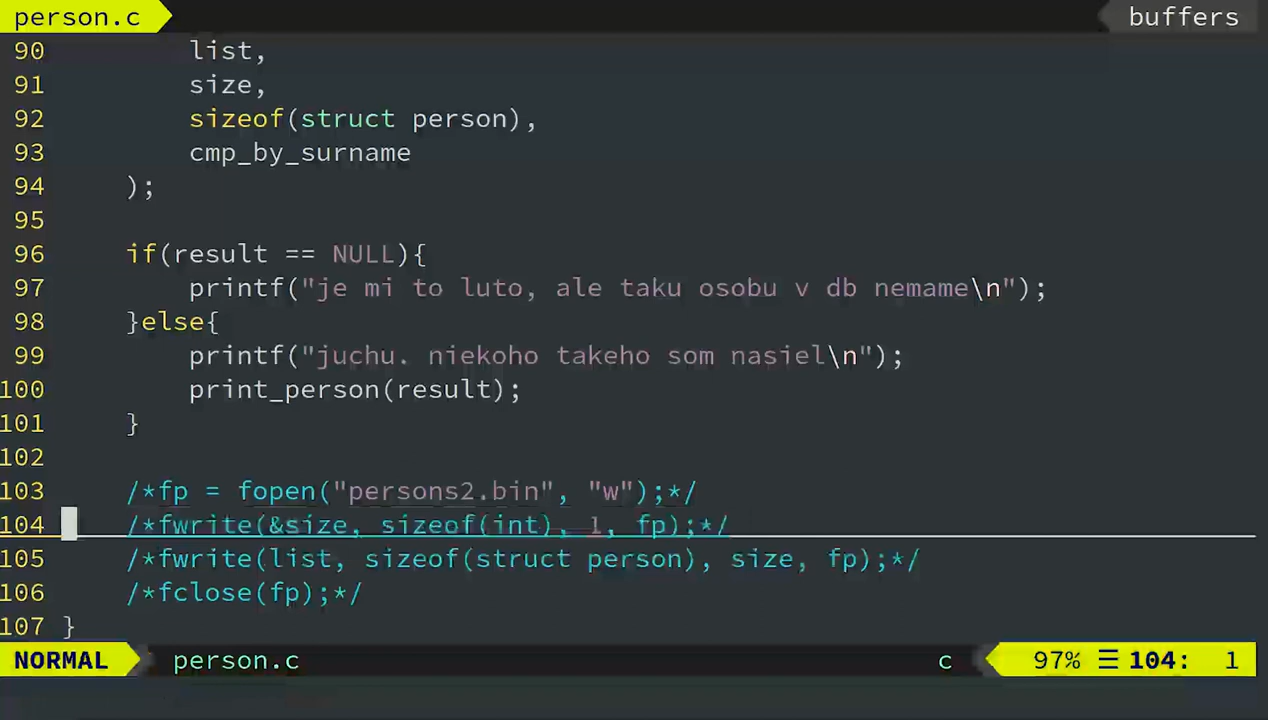 person.c buffers
90 list,
91 size,
92 sizeof(struct person),
93 cmp_by_surname
94 );
95
96 if(result == NULL){
97 printf("je mi to luto, ale taku osobu v db nemame\n");
98 }else{
99 printf("juchu. niekoho takeho som nasiel\n");
100 print_person(result);
101 }
102
103 /*fp = fopen("persons2.bin", "w");*/
104 /*fwrite(&size, sizeof(int), 1, fp);*/
105 /*fwrite(list, sizeof(struct person), size, fp);*/
106 /*fclose(fp);*/
107 }
NORMAL person.c c 97% ☰ 104: 1